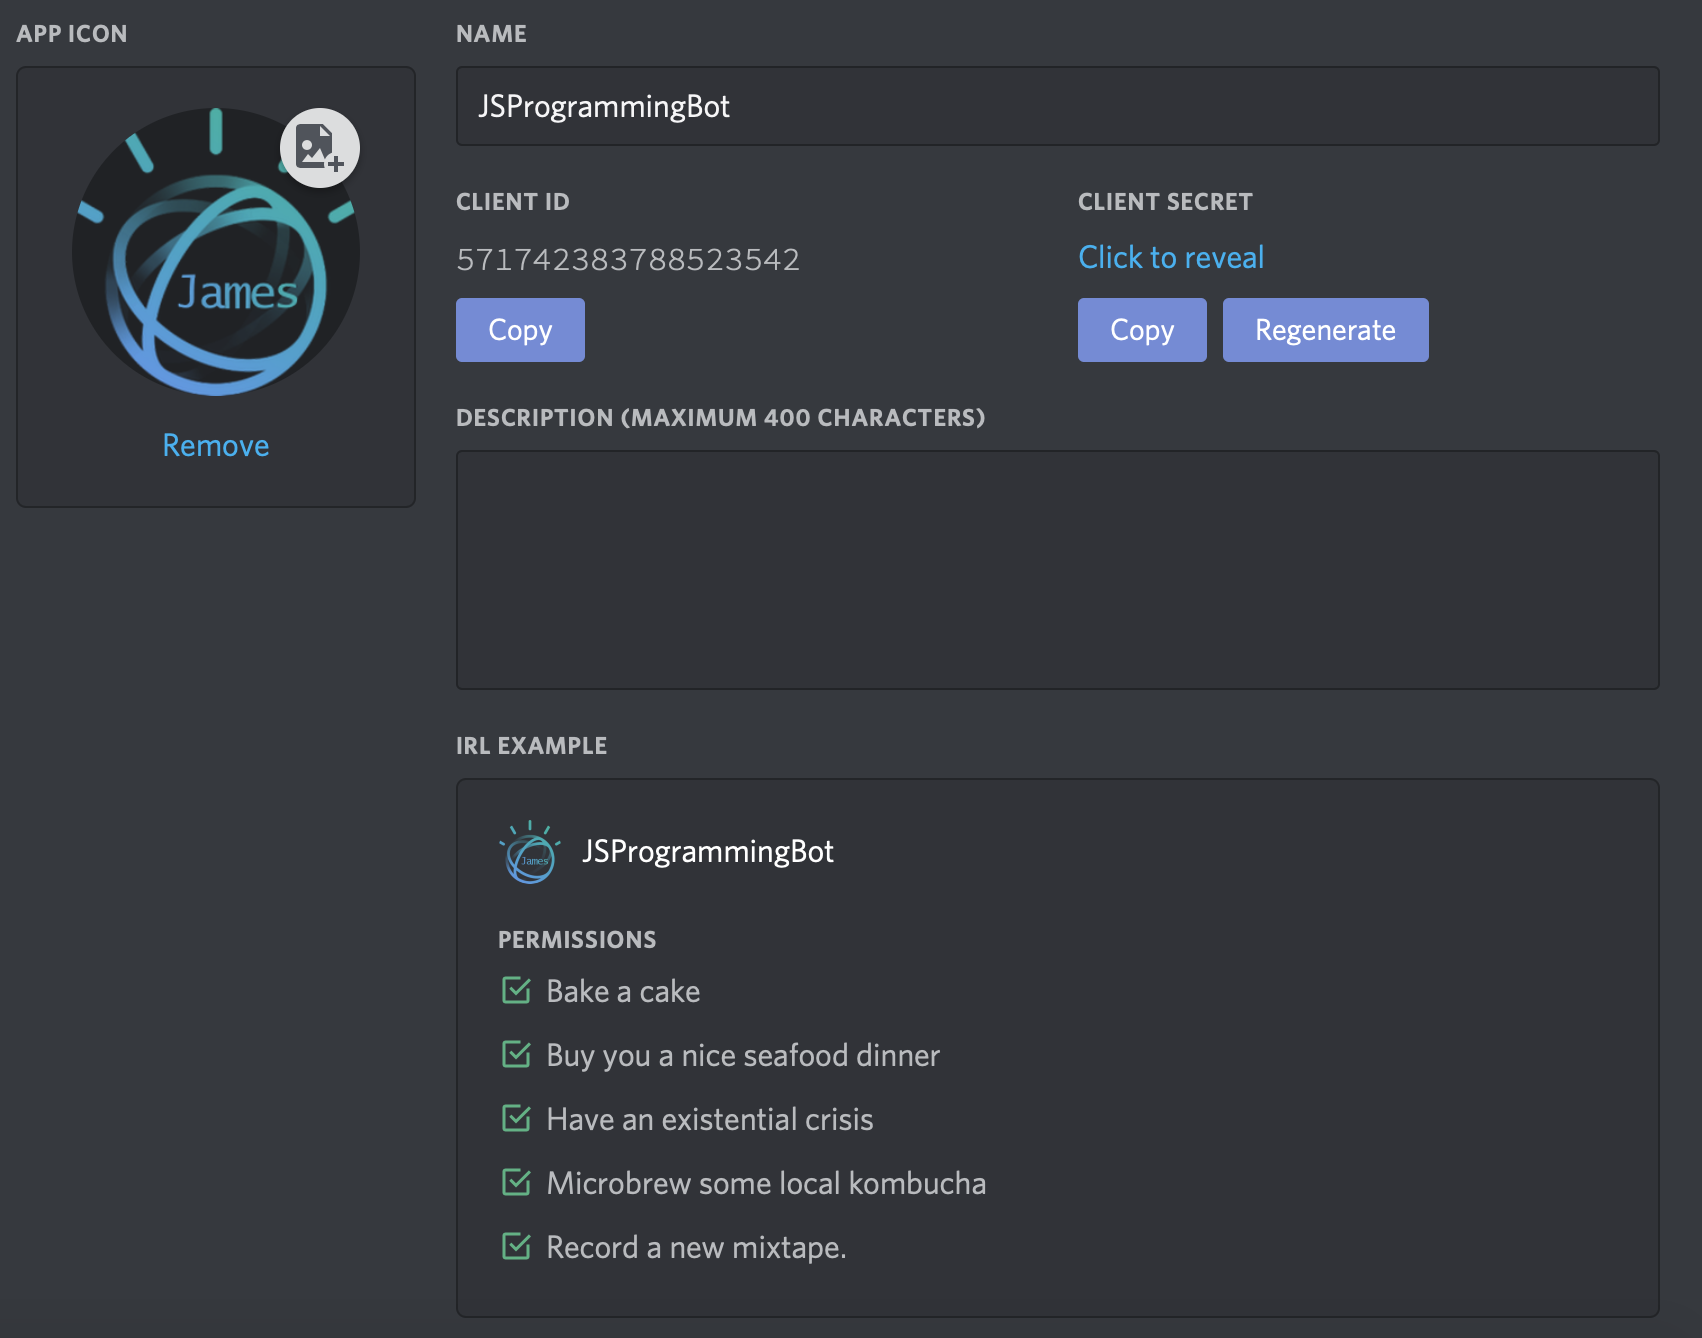 APP ICON
James
Remove
NAME
JSProgrammingBot
CLIENT ID
571742383788523542
Copy
CLIENT SECRET
Click to reveal
Copy Regenerate
DESCRIPTION (MAXIMUM 400 CHARACTERS)
IRL EXAMPLE
James
JSProgrammingBot
PERMISSIONS
Bake a cake
Buy you a nice seafood dinner
Have an existential crisis
Microbrew some local kombucha
Record a new mixtape.